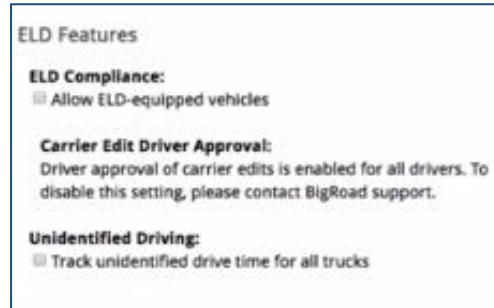 ELD Features
ELD Compliance:
Allow ELD-equipped vehicles
Carrier Edit Driver Approval:
Driver approval of carrier edits is enabled for all drivers. To
disable this setting, please contact BigRoad support.
Unidentified Driving:
Track unidentified drive time for all trucks